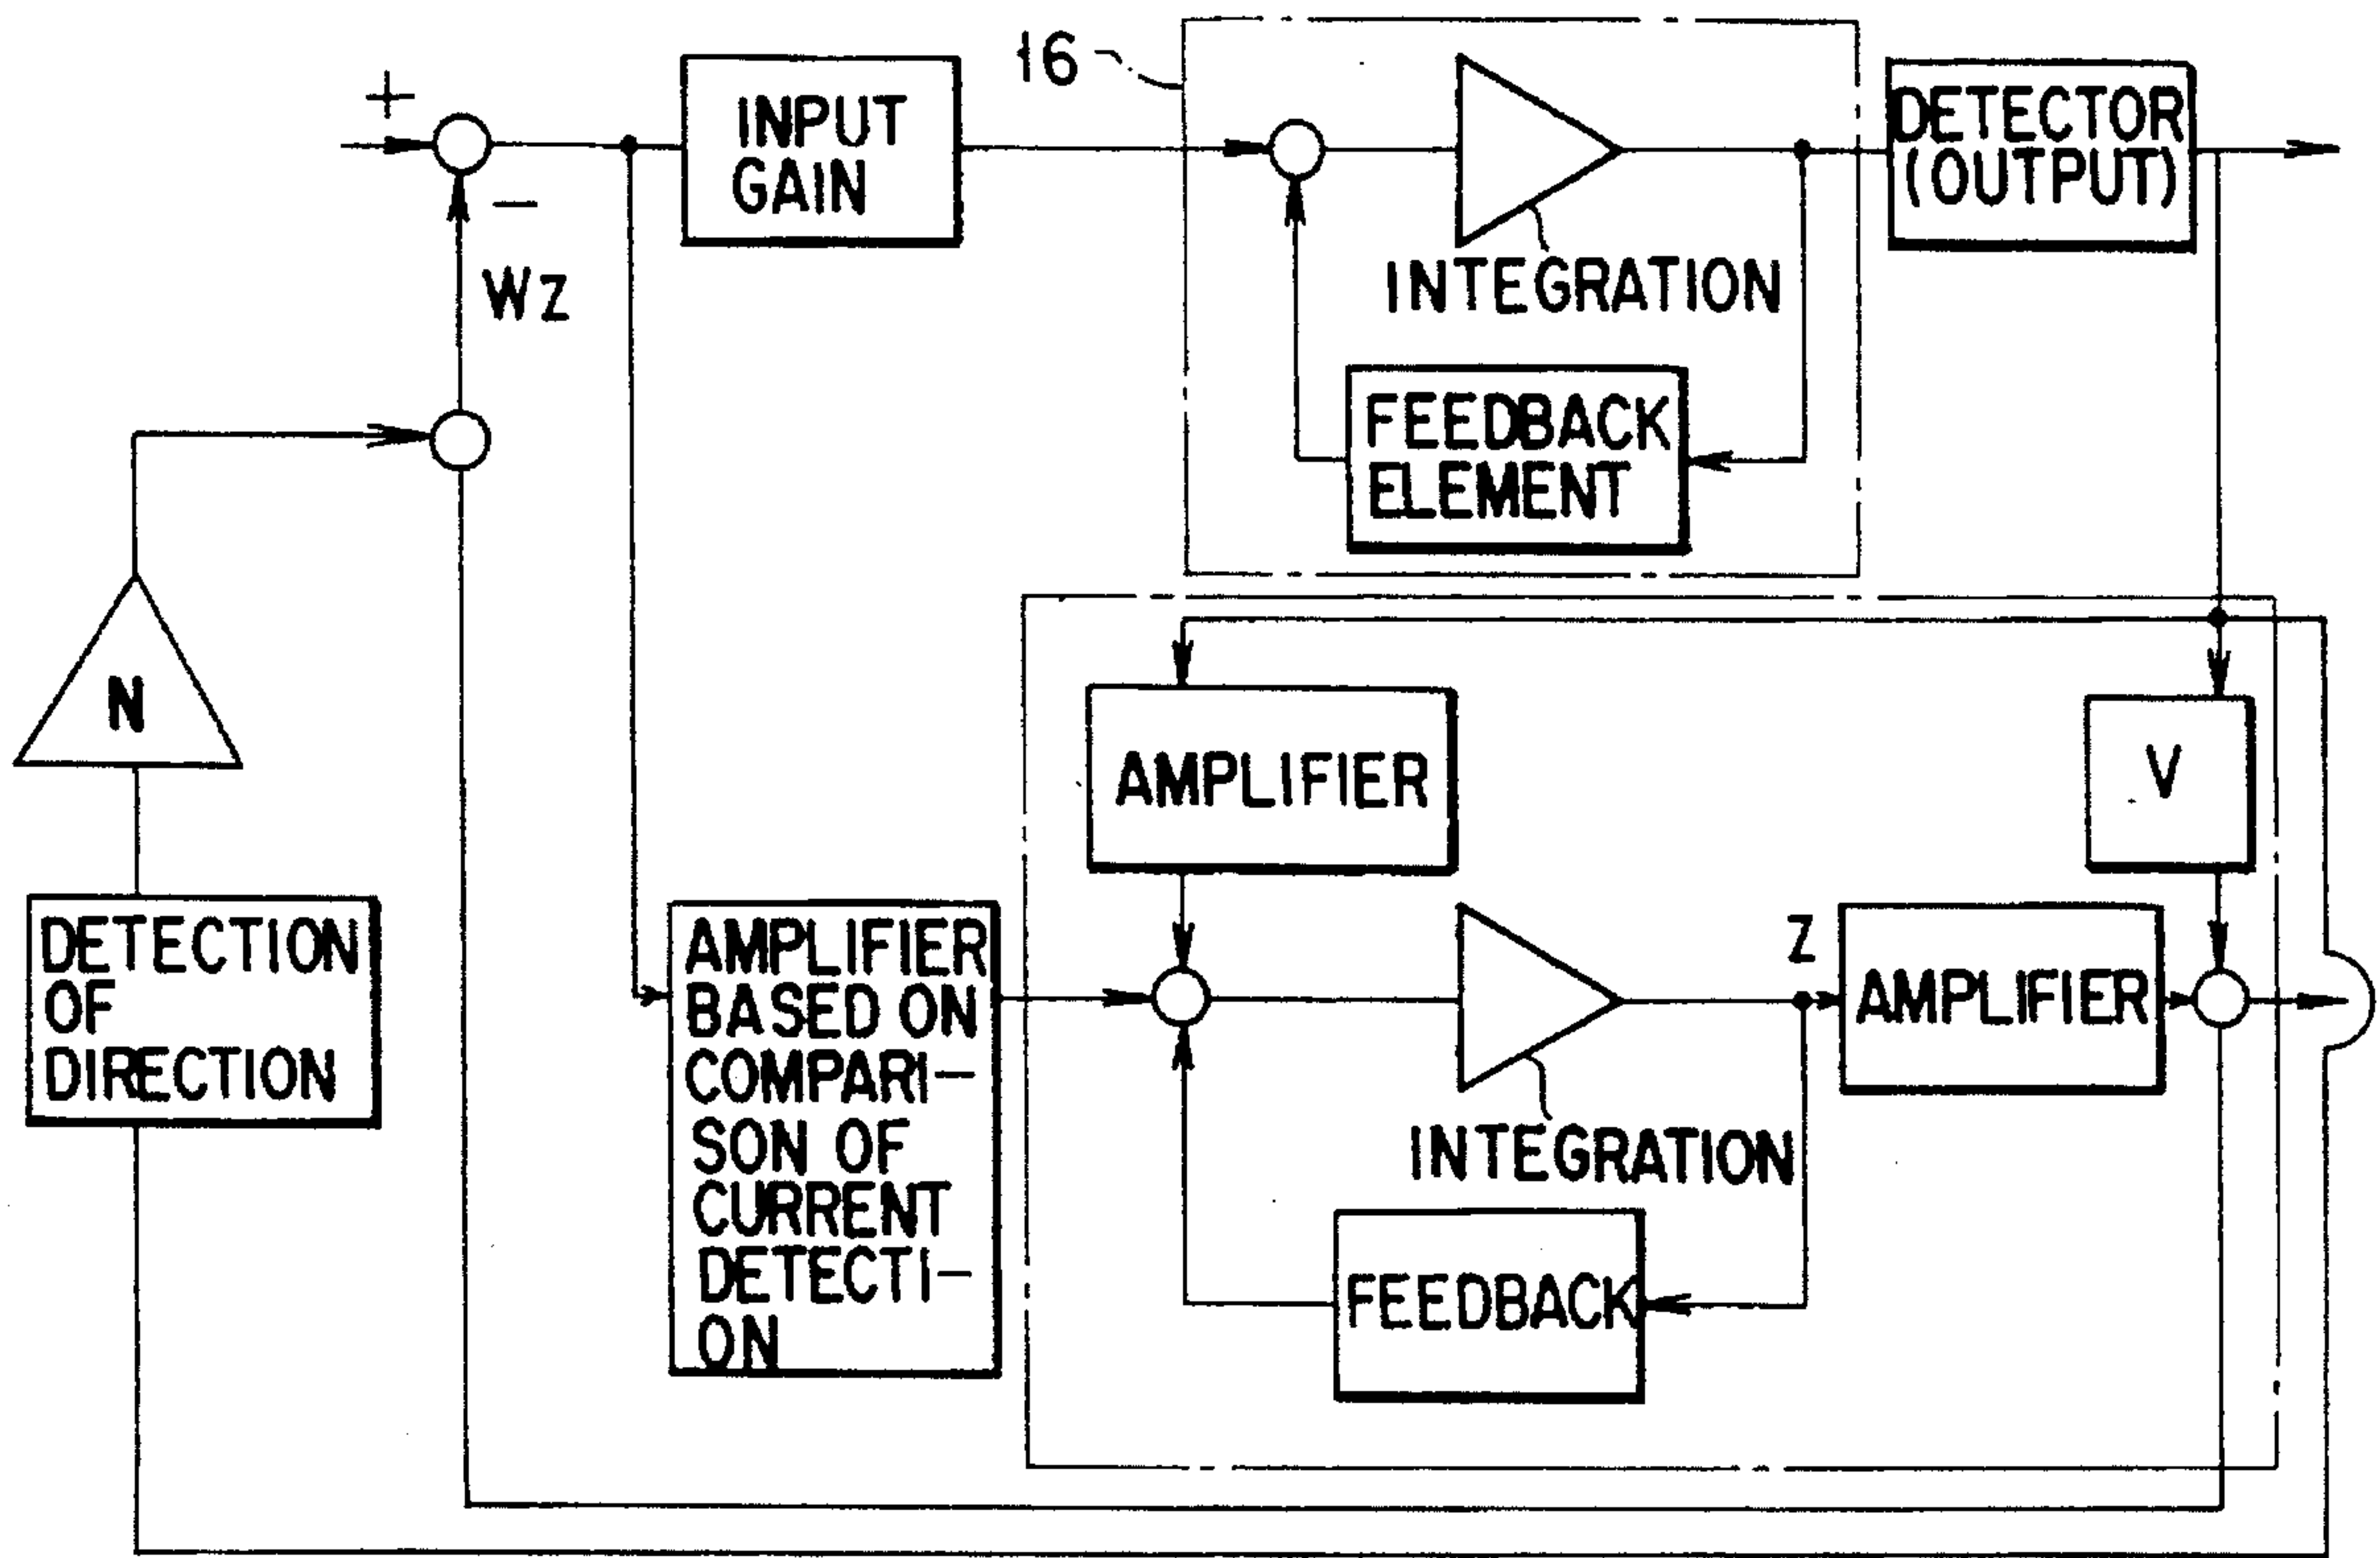 +
INPUT
GAIN
16
DETECTOR
(OUTPUT)
−
WZ
INTEGRATION
FEEDBACK
ELEMENT
N
AMPLIFIER
V
DETECTION
OF
DIRECTION
AMPLIFIER
BASED ON
COMPARI-
SON OF
CURRENT
DETECTI-
ON
Z
AMPLIFIER
INTEGRATION
FEEDBACK